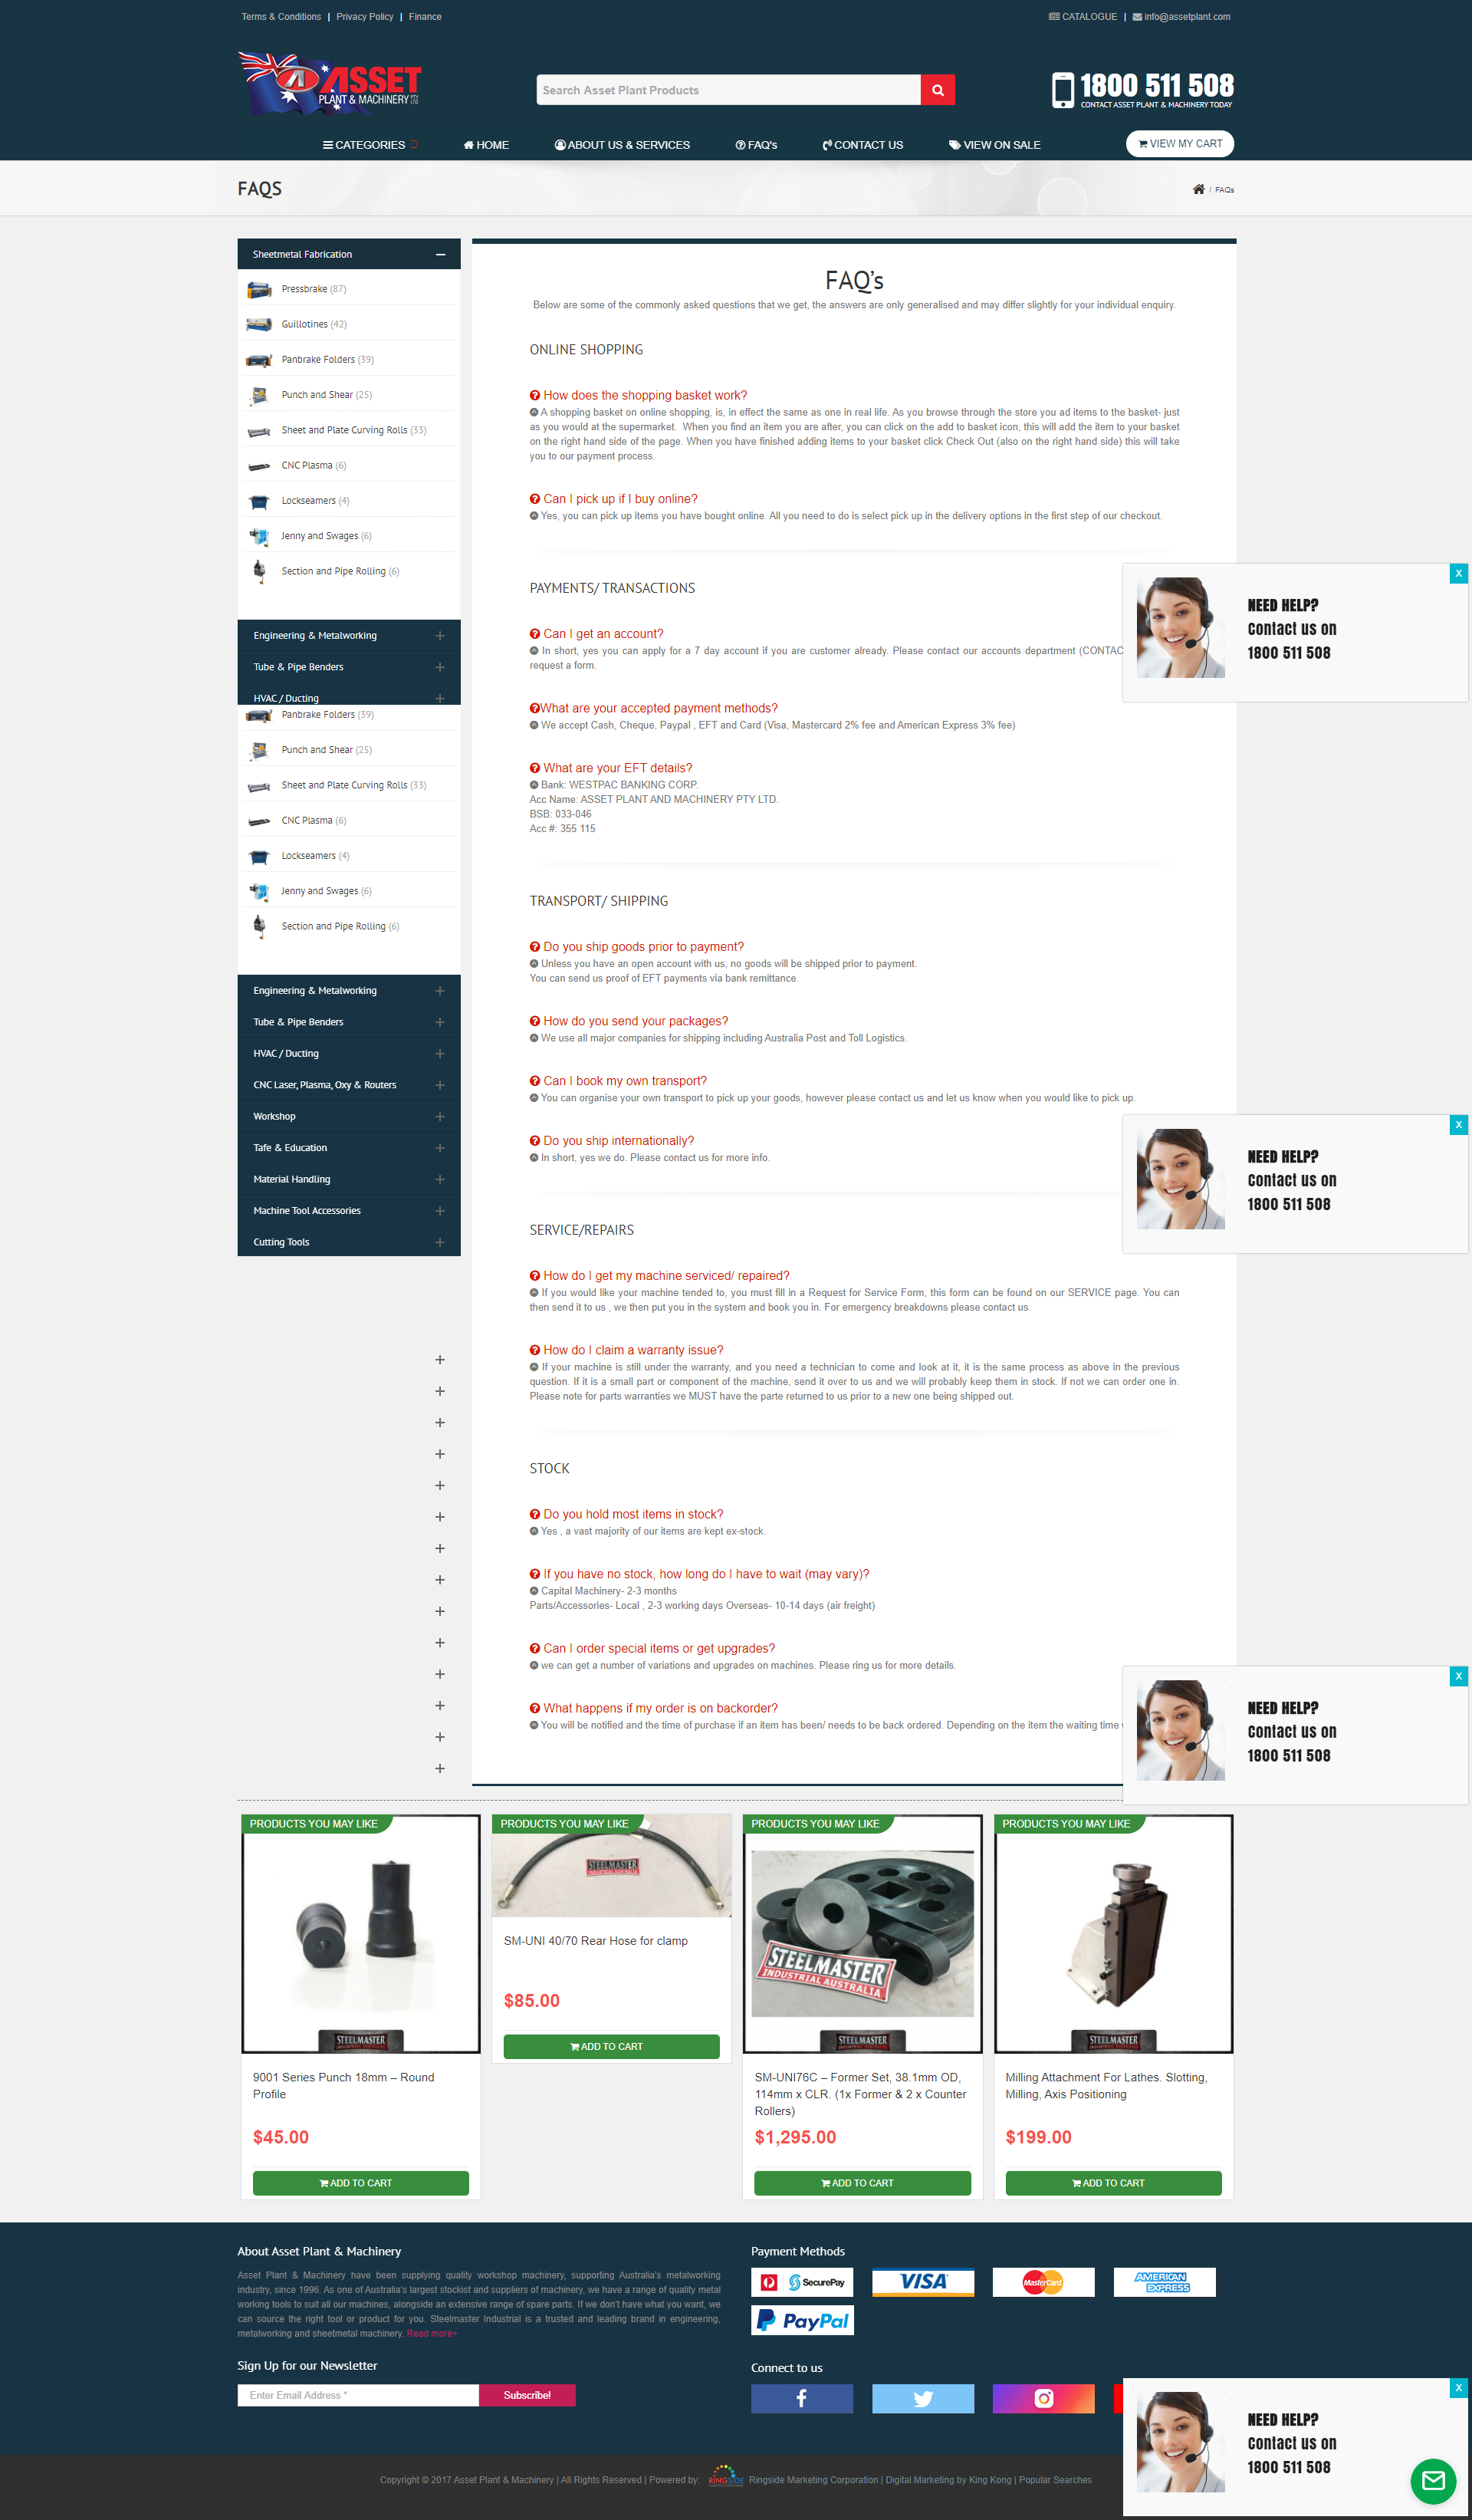 Terms & Conditions | Privacy Policy | Finance
CATALOGUE | info@assetplant.com
ASSET
PLANT & MACHINERY PTY LTD
Search Asset Plant Products
1800 511 508
CONTACT ASSET PLANT & MACHINERY TODAY
CATEGORIES
HOME
ABOUT US & SERVICES
FAQ's
CONTACT US
VIEW ON SALE
VIEW MY CART
FAQS
/ FAQs
Sheetmetal Fabrication
Pressbrake (87)
Guillotines (42)
Panbrake Folders (39)
Punch and Shear (25)
Sheet and Plate Curving Rolls (33)
CNC Plasma (6)
Lockseamers (4)
Jenny and Swages (6)
Section and Pipe Rolling (6)
Engineering & Metalworking
Tube & Pipe Benders
HVAC / Ducting
Panbrake Folders (39)
Punch and Shear (25)
Sheet and Plate Curving Rolls (33)
CNC Plasma (6)
Lockseamers (4)
Jenny and Swages (6)
Section and Pipe Rolling (6)
Engineering & Metalworking
Tube & Pipe Benders
HVAC / Ducting
CNC Laser, Plasma, Oxy & Routers
Workshop
Tafe & Education
Material Handling
Machine Tool Accessories
Cutting Tools
FAQ's
Below are some of the commonly asked questions that we get, the answers are only generalised and may differ slightly for your individual enquiry.
ONLINE SHOPPING
How does the shopping basket work?
A shopping basket on online shopping, is, in effect the same as one in real life. As you browse through the store you ad items to the basket- just
as you would at the supermarket. When you find an item you are after, you can click on the add to basket icon, this will add the item to your basket
on the right hand side of the page. When you have finished adding items to your basket click Check Out (also on the right hand side) this will take
you to our payment process.
Can I pick up if I buy online?
Yes, you can pick up items you have bought online. All you need to do is select pick up in the delivery options in the first step of our checkout.
PAYMENTS/ TRANSACTIONS
Can I get an account?
In short, yes you can apply for a 7 day account if you are customer already. Please contact our accounts department (CONTAC
request a form.
What are your accepted payment methods?
We accept Cash, Cheque, Paypal , EFT and Card (Visa, Mastercard 2% fee and American Express 3% fee)
What are your EFT details?
Bank: WESTPAC BANKING CORP.
Acc Name: ASSET PLANT AND MACHINERY PTY LTD.
BSB: 033-046
Acc #: 355 115
TRANSPORT/ SHIPPING
Do you ship goods prior to payment?
Unless you have an open account with us, no goods will be shipped prior to payment.
You can send us proof of EFT payments via bank remittance.
How do you send your packages?
We use all major companies for shipping including Australia Post and Toll Logistics.
Can I book my own transport?
You can organise your own transport to pick up your goods, however please contact us and let us know when you would like to pick up.
Do you ship internationally?
In short, yes we do. Please contact us for more info.
SERVICE/REPAIRS
How do I get my machine serviced/ repaired?
If you would like your machine tended to, you must fill in a Request for Service Form, this form can be found on our SERVICE page. You can
then send it to us , we then put you in the system and book you in. For emergency breakdowns please contact us.
How do I claim a warranty issue?
If your machine is still under the warranty, and you need a technician to come and look at it, it is the same process as above in the previous
question. If it is a small part or component of the machine, send it over to us and we will probably keep them in stock. If not we can order one in.
Please note for parts warranties we MUST have the parte returned to us prior to a new one being shipped out.
STOCK
Do you hold most items in stock?
Yes , a vast majority of our items are kept ex-stock.
If you have no stock, how long do I have to wait (may vary)?
Capital Machinery- 2-3 months
Parts/Accessories- Local , 2-3 working days Overseas- 10-14 days (air freight)
Can I order special items or get upgrades?
we can get a number of variations and upgrades on machines. Please ring us for more details.
What happens if my order is on backorder?
You will be notified and the time of purchase if an item has been/ needs to be back ordered. Depending on the item the waiting time
X
NEED HELP?
Contact us on
1800 511 508
X
NEED HELP?
Contact us on
1800 511 508
X
NEED HELP?
Contact us on
1800 511 508
PRODUCTS YOU MAY LIKE
STEELMASTER
9001 Series Punch 18mm – Round
Profile
$45.00
ADD TO CART
PRODUCTS YOU MAY LIKE
STEELMASTER
INDUSTRIAL AUSTRALIA
SM-UNI 40/70 Rear Hose for clamp
$85.00
ADD TO CART
PRODUCTS YOU MAY LIKE
STEELMASTER
INDUSTRIAL AUSTRALIA
STEELMASTER
SM-UNI76C – Former Set, 38.1mm OD,
114mm x CLR. (1x Former & 2 x Counter
Rollers)
$1,295.00
ADD TO CART
PRODUCTS YOU MAY LIKE
STEELMASTER
Milling Attachment For Lathes. Slotting,
Milling, Axis Positioning
$199.00
ADD TO CART
About Asset Plant & Machinery
Asset Plant & Machinery have been supplying quality workshop machinery, supporting Australia's metalworking
industry, since 1996. As one of Australia's largest stockist and suppliers of machinery, we have a range of quality metal
working tools to suit all our machines, alongside an extensive range of spare parts. If we don't have what you want, we
can source the right tool or product for you. Steelmaster Industrial is a trusted and leading brand in engineering,
metalworking and sheetmetal machinery. Read more+
Sign Up for our Newsletter
Enter Email Address *
Subscribe!
Payment Methods
SecurePay
VISA
MasterCard
AMERICAN EXPRESS
PayPal
Connect to us
X
NEED HELP?
Contact us on
1800 511 508
Copyright © 2017 Asset Plant & Machinery | All Rights Reserved | Powered by: RINGSIDE Ringside Marketing Corporation | Digital Marketing by King Kong | Popular Searches